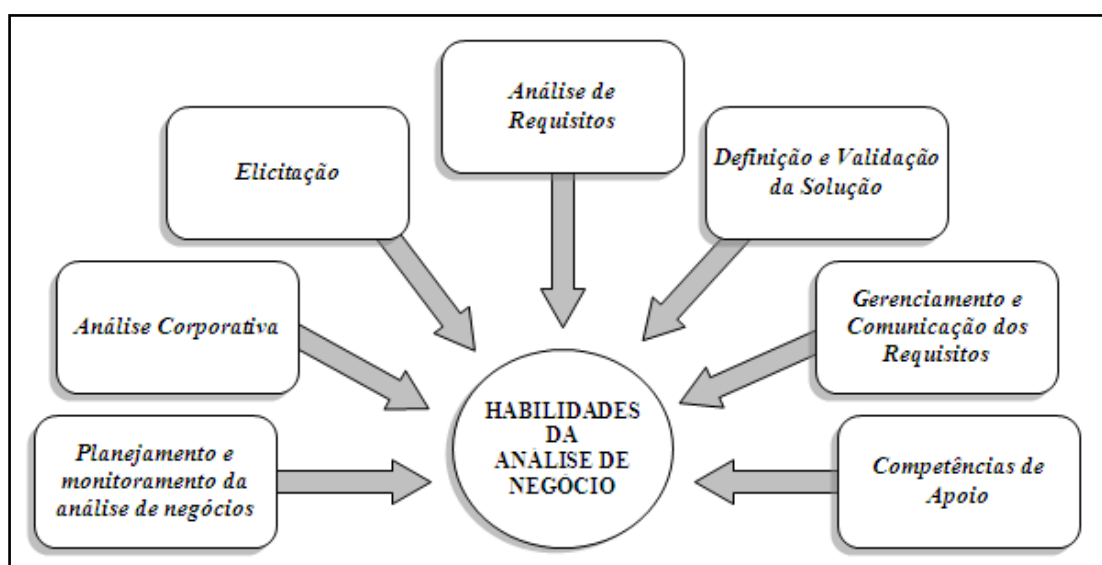 Análise de
Requisitos
Elicitação
Definição e Validação
da Solução
Análise Corporativa
Gerenciamento e
Comunicação dos
Requisitos
Planejamento e
monitoramento da
análise de negócios
HABILIDADES
DA
ANÁLISE DE
NEGÓCIO
Competências de
Apoio